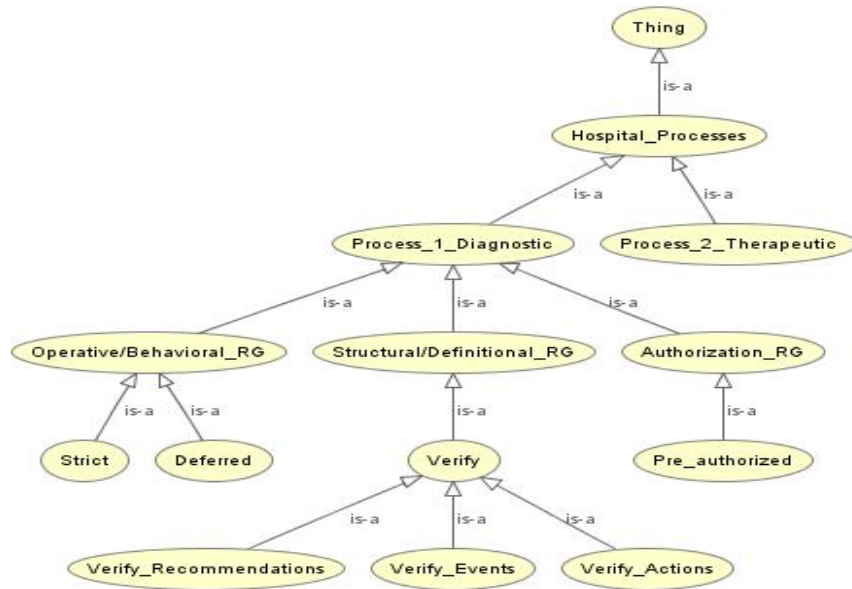 Thing
is-a
Hospital_Processes
is-a
is-a
Process_1_Diagnostic
Process_2_Therapeutic
is-a
is-a
is-a
Operative/Behavioral_RG
Structural/Definitional_RG
Authorization_RG
is-a
is-a
is-a
is-a
Strict
Deferred
Verify
Pre_authorized
is-a
is-a
is-a
Verify_Recommendations
Verify_Events
Verify_Actions